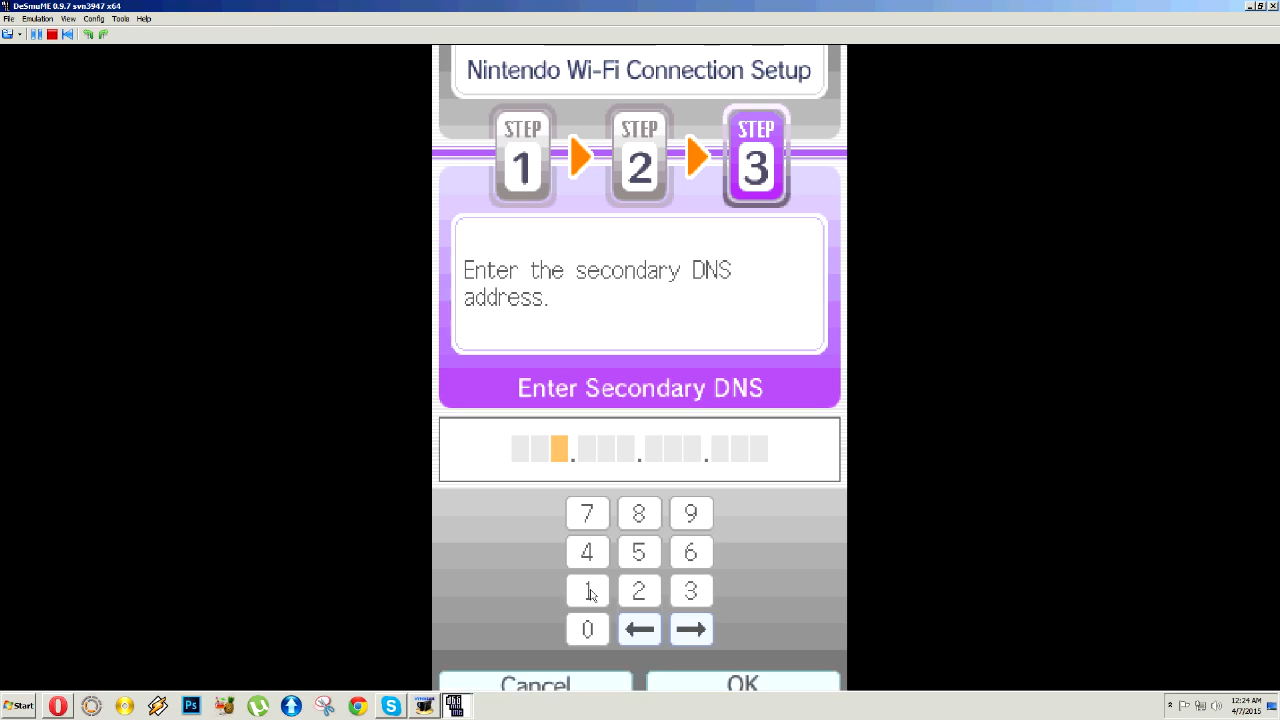 DeSmuME 0.9.7 svn3947 x64
File Emulation View Config Tools Help
Nintendo Wi-Fi Connection Setup
STEP 1 STEP 2 STEP 3
Enter the secondary DNS
address.
Enter Secondary DNS
. . .
7 8 9
4 5 6
1 2 3
0 ← →
Cancel OK
Start Ps 12:24 AM
4/7/2015